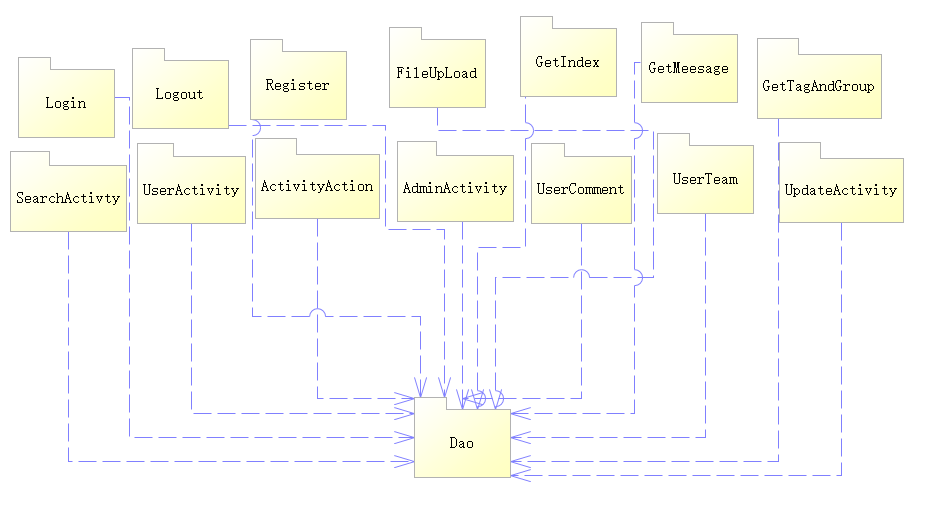 Login
Logout
Register
FileUpLoad
GetIndex
GetMeesage
GetTagAndGroup
SearchActivty
UserActivity
ActivityAction
AdminActivity
UserComment
UserTeam
UpdateActivity
Dao